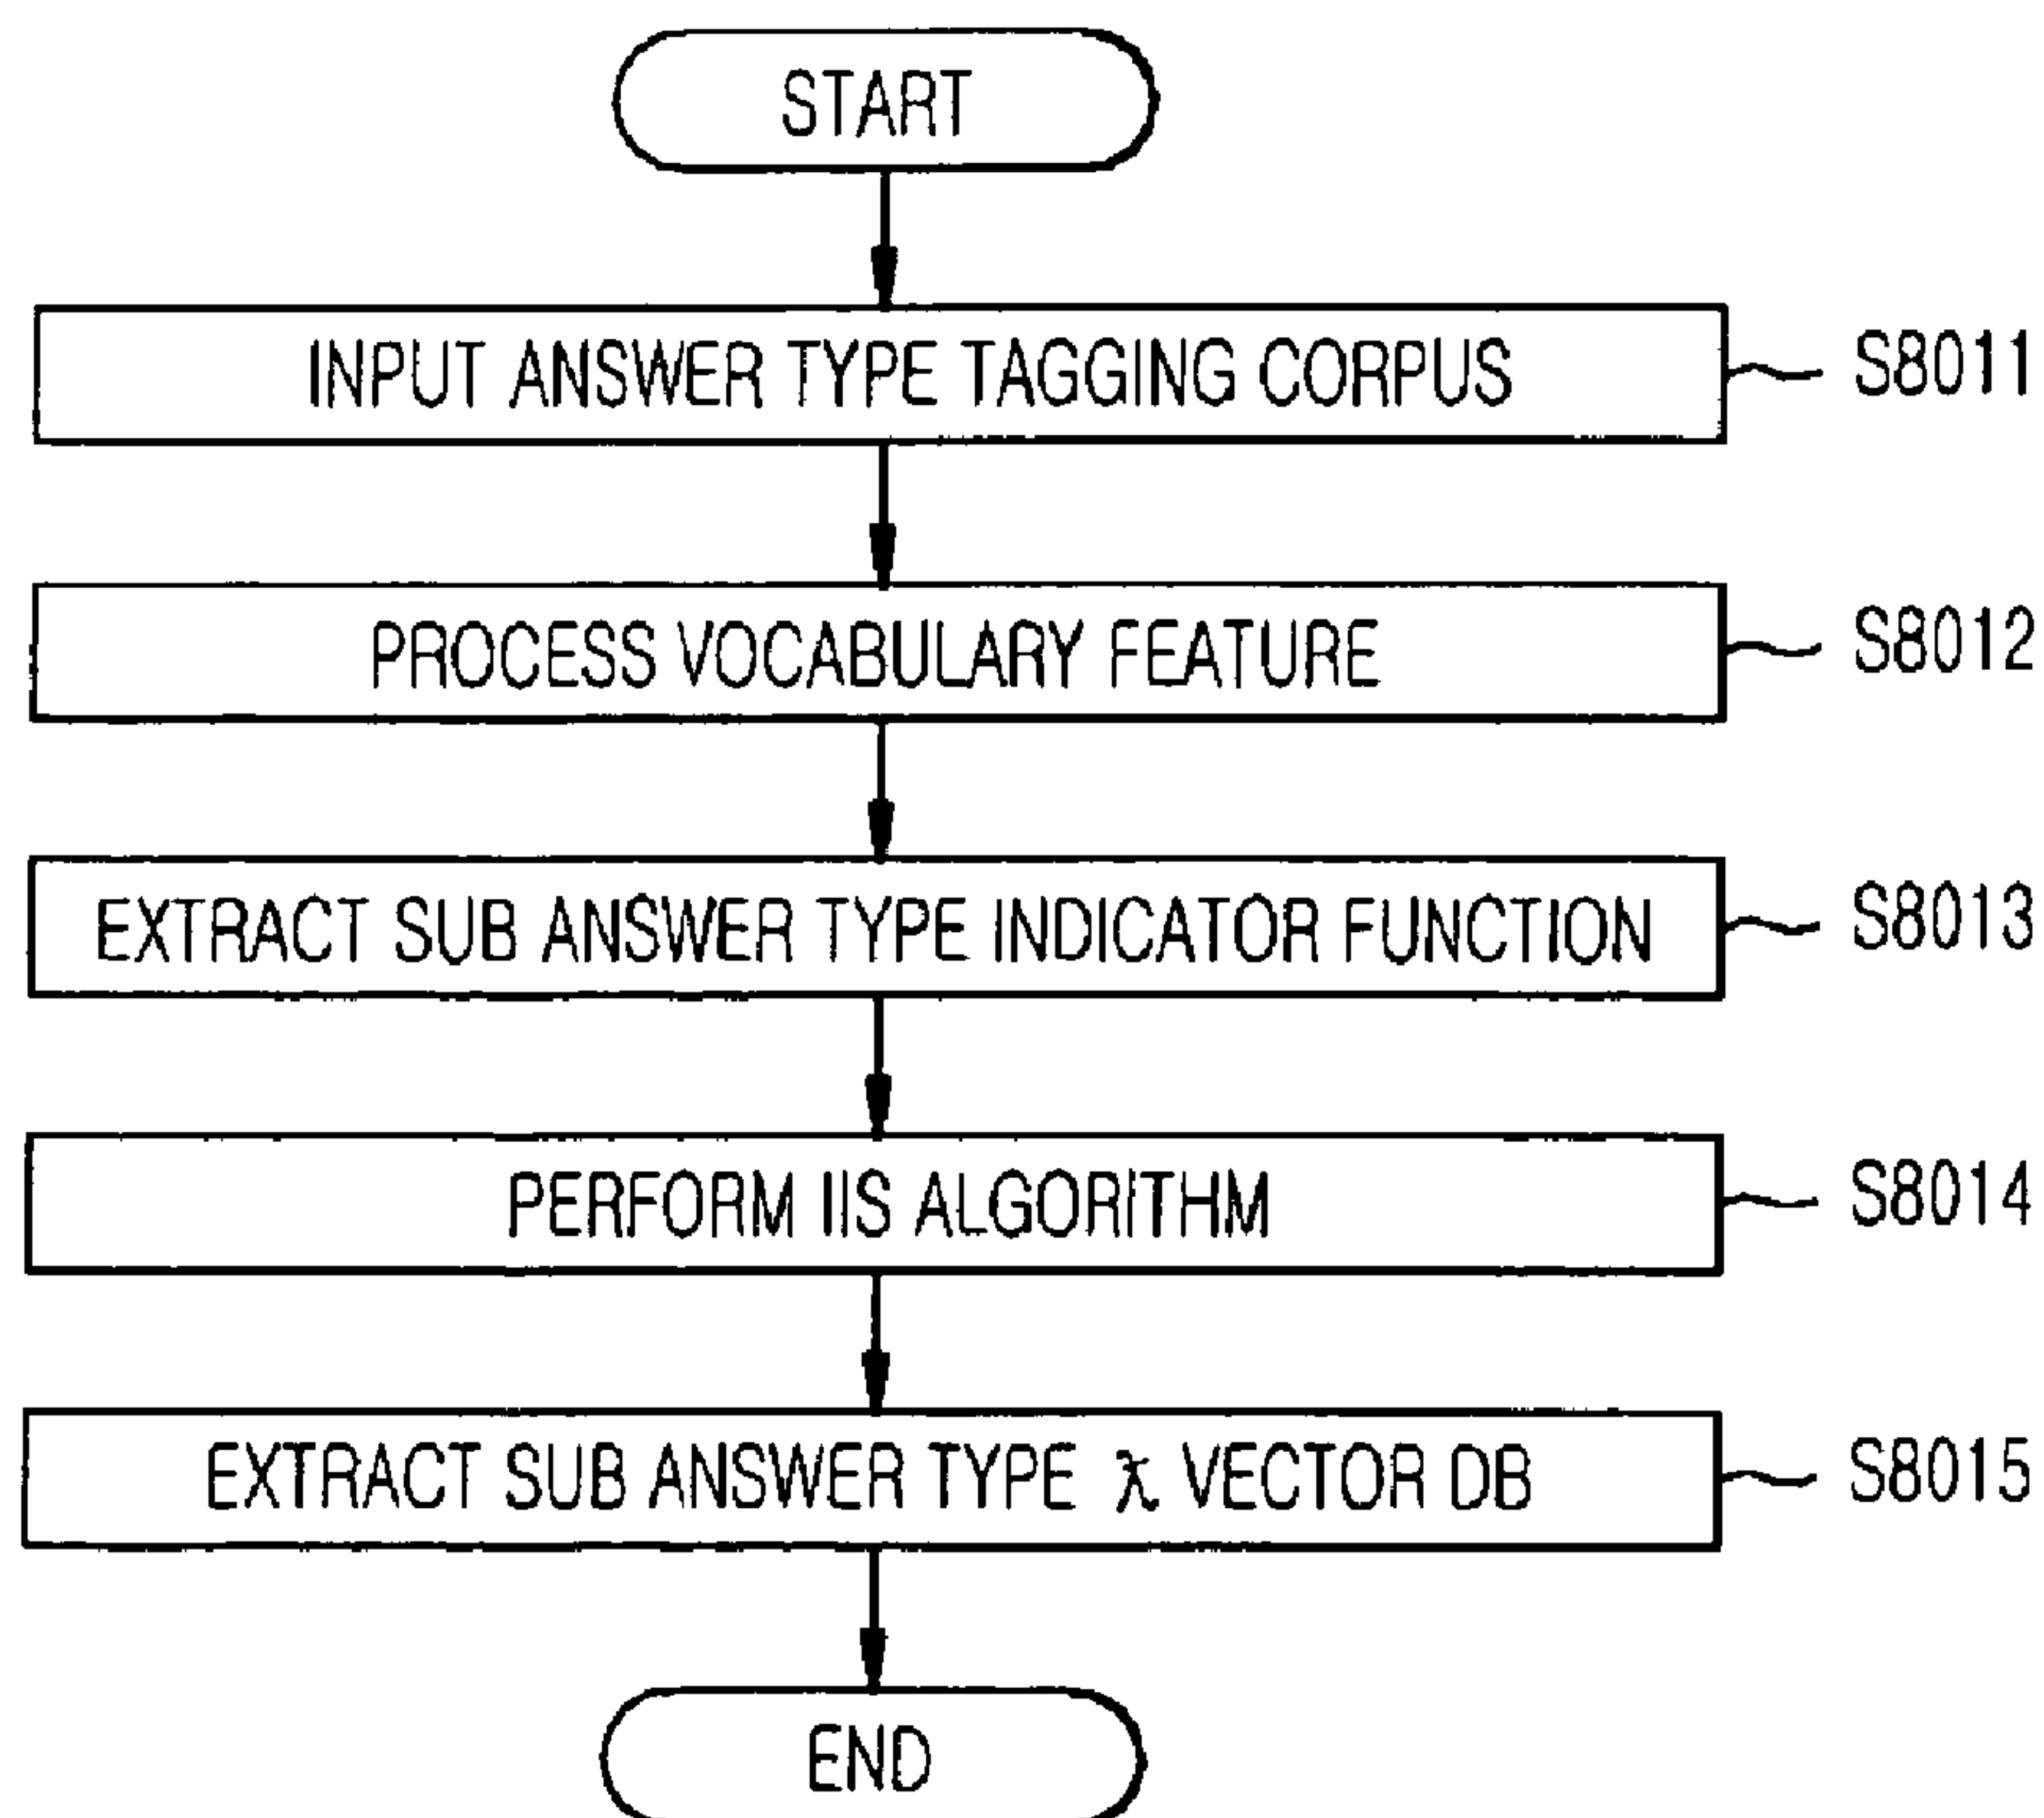 START
INPUT ANSWER TYPE TAGGING CORPUS S8011
PROCESS VOCABULARY FEATURE S8012
EXTRACT SUB ANSWER TYPE INDICATOR FUNCTION S8013
PERFORM IIS ALGORITHM S8014
EXTRACT SUB ANSWER TYPE λ VECTOR DB S8015
END